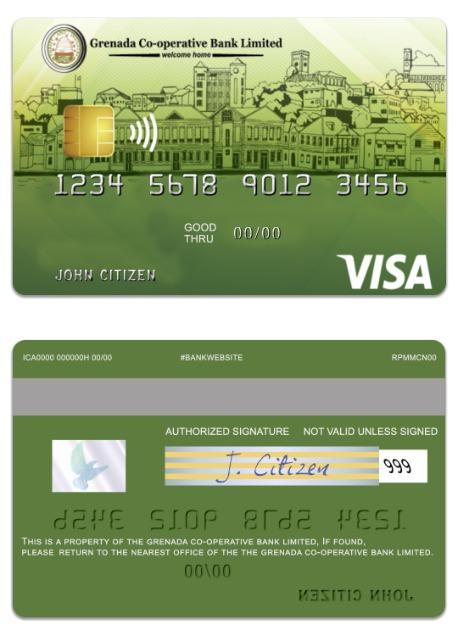 Grenada Co-operative Bank Limited
welcome home
1234 5678 9012 3456
GOOD THRU 00/00
JOHN CITIZEN
VISA
ICA0000 000000H 00/00 #BANKWEBSITE RPMMCN00
AUTHORIZED SIGNATURE NOT VALID UNLESS SIGNED
J. Citizen 999
1234 5678 9012 3456
THIS IS A PROPERTY OF THE GRENADA CO-OPERATIVE BANK LIMITED, IF FOUND,
PLEASE RETURN TO THE NEAREST OFFICE OF THE THE GRENADA CO-OPERATIVE BANK LIMITED.
00/00
JOHN CITIZEN